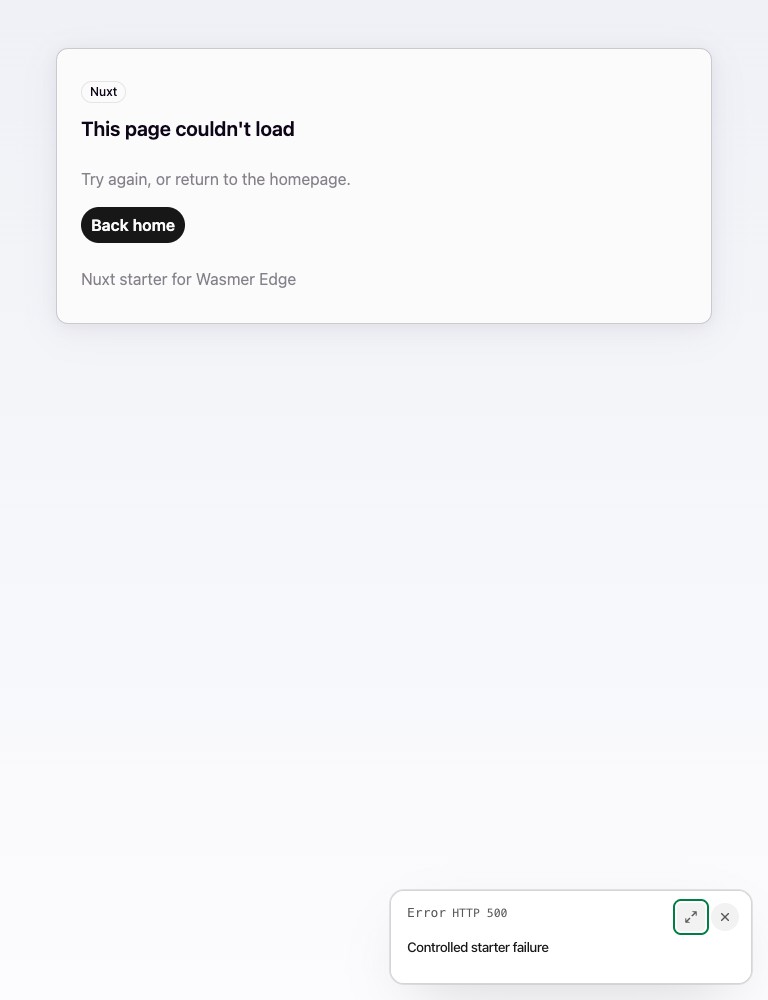 Nuxt
This page couldn't load
Try again, or return to the homepage.
Back home
Nuxt starter for Wasmer Edge
Error HTTP 500
Controlled starter failure